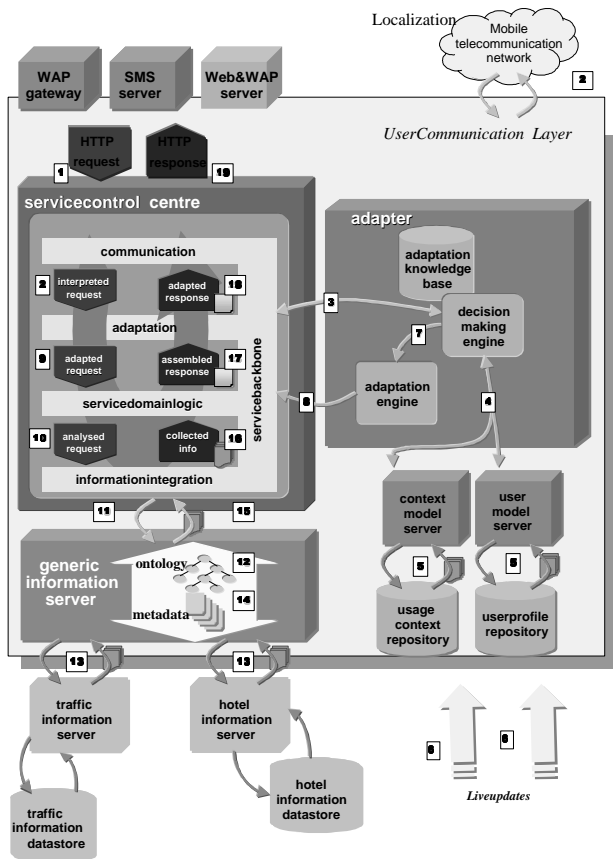 Localization
Mobile
telecommunication
network
2
WAP
gateway
SMS
server
Web&WAP
server
UserCommunication Layer
HTTP
request
HTTP
response
1
19
servicecontrol centre
communication
2
interpreted
request
adapted
response
18
adaptation
9
adapted
request
assembled
response
17
servicedomainlogic
10
analysed
request
collected
info
16
informationintegration
servicebackbone
adapter
adaptation
knowledge
base
3
decision
making
engine
7
adaptation
engine
8
4
context
model
server
user
model
server
5
5
usage
context
repository
userprofile
repository
11
15
generic
information
server
ontology
12
metadata
14
13
13
traffic
information
server
hotel
information
server
6
6
Liveupdates
hotel
information
datastore
traffic
information
datastore